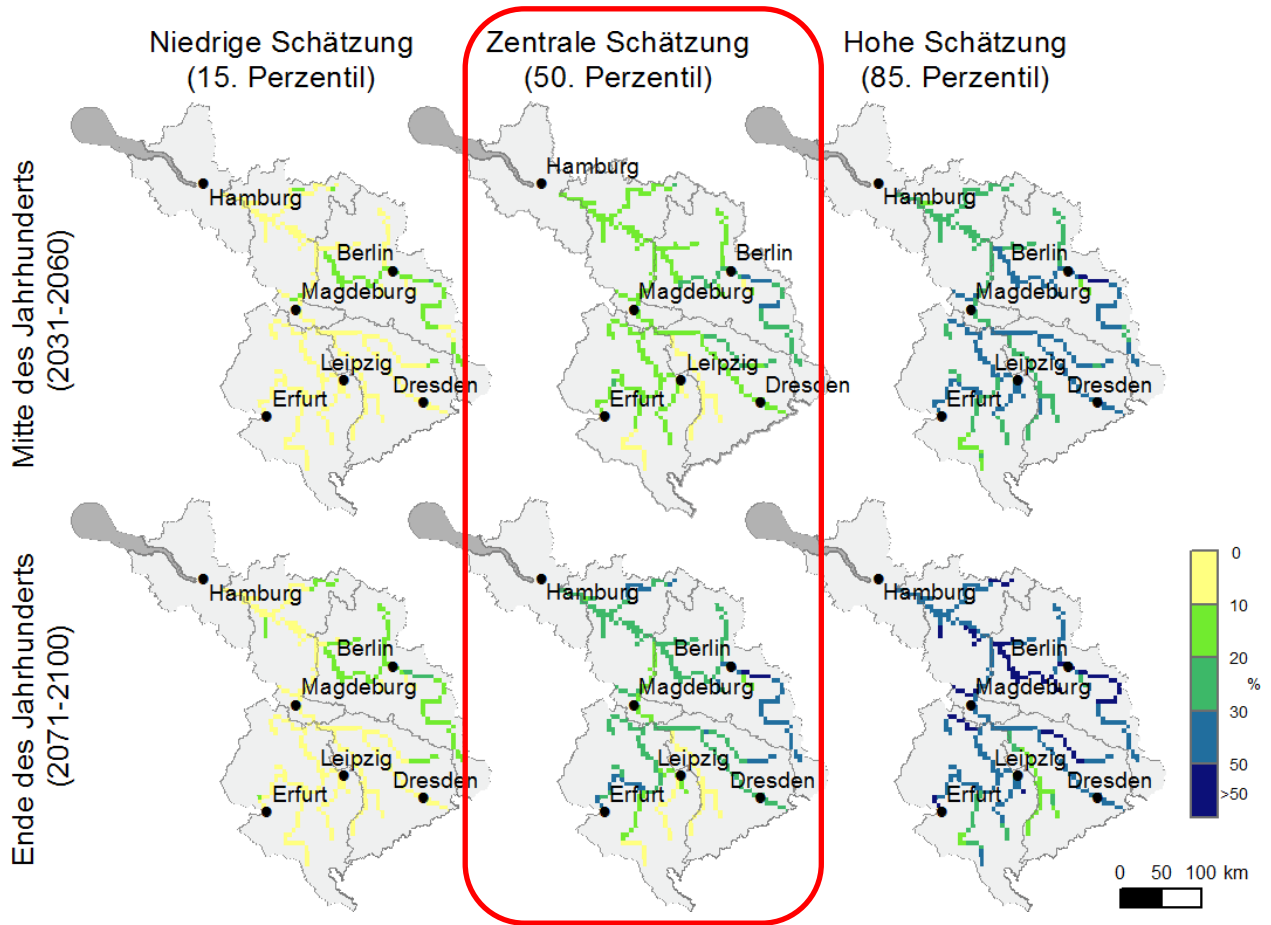 Niedrige Schätzung
(15. Perzentil)
Zentrale Schätzung
(50. Perzentil)
Hohe Schätzung
(85. Perzentil)
Mitte des Jahrhunderts
(2031-2060)
Hamburg
Berlin
Magdeburg
Leipzig
Dresden
Erfurt
Hamburg
Berlin
Magdeburg
Leipzig
Dresden
Erfurt
Hamburg
Berlin
Magdeburg
Leipzig
Dresden
Erfurt
Ende des Jahrhunderts
(2071-2100)
Hamburg
Berlin
Magdeburg
Leipzig
Dresden
Erfurt
Hamburg
Berlin
Magdeburg
Leipzig
Dresden
Erfurt
Hamburg
Berlin
Magdeburg
Leipzig
Dresden
Erfurt
0
10
20
%
30
50
>50
0 50 100 km